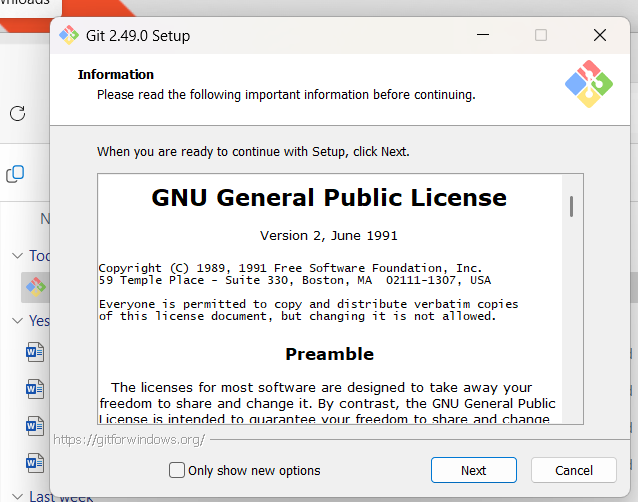 wnloads
Git 2.49.0 Setup
Information
Please read the following important information before continuing.
When you are ready to continue with Setup, click Next.
GNU General Public License
Version 2, June 1991
Copyright (C) 1989, 1991 Free Software Foundation, Inc.
59 Temple Place - Suite 330, Boston, MA  02111-1307, USA
Everyone is permitted to copy and distribute verbatim copies
of this license document, but changing it is not allowed.
Preamble
The licenses for most software are designed to take away your
freedom to share and change it. By contrast, the GNU General Public
License is intended to guarantee your freedom to share and change
N
Too
Yes
https://gitforwindows.org/
Only show new options
Next
Cancel
Last week